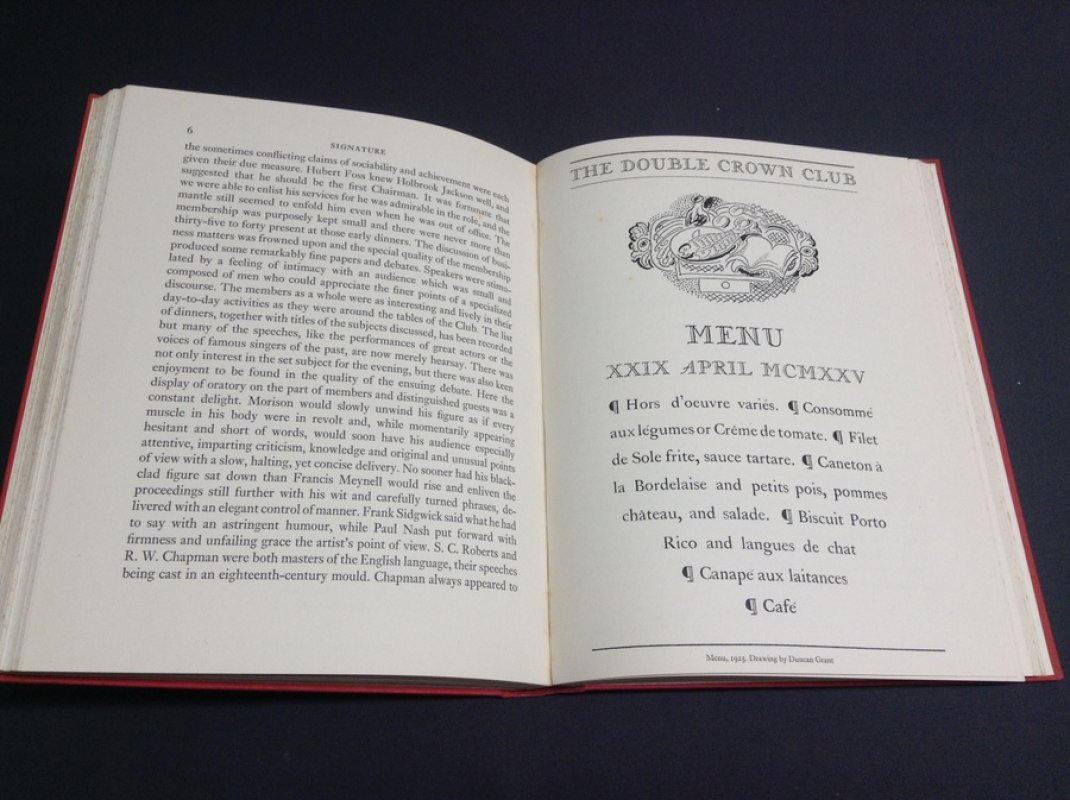 6
SIGNATURE
the sometimes conflicting claims of sociability and achievement were each
given their due measure. Hubert Foss knew Holbrook Jackson well, and
suggested that he should be the first Chairman. It was fortunate that
we were able to enlist his services for he was admirable in the role, and the
mantle still seemed to enfold him even when he was out of office. The
membership was purposely kept small and there were never more than
thirty-five to forty present at those early dinners. The discussion of busi-
ness matters was frowned upon and the special quality of the membership
produced some remarkably fine papers and debates. Speakers were stimu-
lated by a feeling of intimacy with an audience which was small and
composed of men who could appreciate the finer points of a specialized
discourse. The members as a whole were as interesting and lively in their
day-to-day activities as they were around the tables of the Club. The list
of dinners, together with titles of the subjects discussed, has been recorded
but many of the speeches, like the performances of great actors or the
voices of famous singers of the past, are now merely hearsay. There was
not only interest in the set subject for the evening, but there was also keen
enjoyment to be found in the quality of the ensuing debate. Here the
display of oratory on the part of members and distinguished guests was a
constant delight. Morison would slowly unwind his figure as if every
muscle in his body were in revolt and, while momentarily appearing
hesitant and short of words, would soon have his audience especially
attentive, imparting criticism, knowledge and original and unusual points
of view with a slow, halting, yet concise delivery. No sooner had his black-
clad figure sat down than Francis Meynell would rise and enliven the
proceedings still further with his wit and carefully turned phrases, de-
livered with an elegant control of manner. Frank Sidgwick said what he had
to say with an astringent humour, while Paul Nash put forward with
firmness and unfailing grace the artist's point of view. S. C. Roberts and
R. W. Chapman were both masters of the English language, their speeches
being cast in an eighteenth-century mould. Chapman always appeared to
THE DOUBLE CROWN CLUB
MENU
XXIX APRIL MCMXXV
¶ Hors d'oeuvre variés. ¶ Consommé
aux légumes or Crême de tomate. ¶ Filet
de Sole frite, sauce tartare. ¶ Caneton à
la Bordelaise and petits pois, pommes
château, and salade. ¶ Biscuit Porto
Rico and langues de chat
¶ Canapé aux laitances
¶ Café
Menu, 1925. Drawing by Duncan Grant